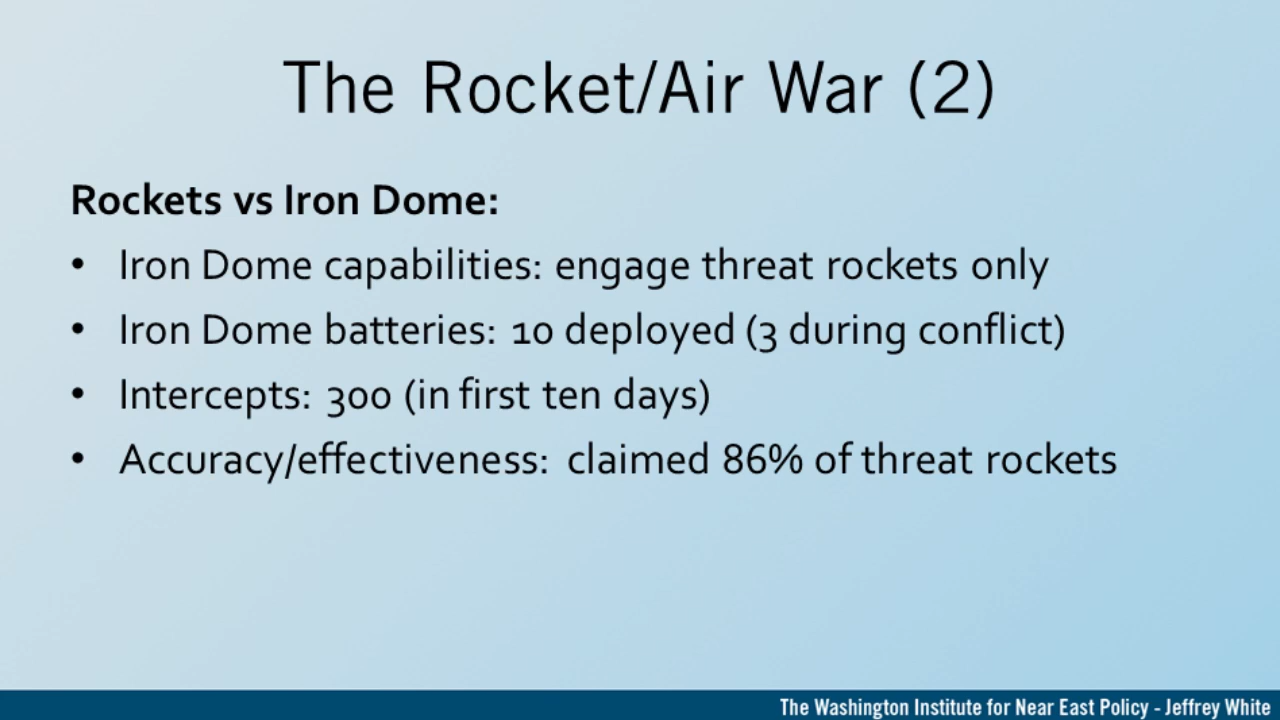 The Rocket/Air War (2)
Rockets vs Iron Dome:
• Iron Dome capabilities: engage threat rockets only
• Iron Dome batteries: 10 deployed (3 during conflict)
• Intercepts: 300 (in first ten days)
• Accuracy/effectiveness: claimed 86% of threat rockets
The Washington Institute for Near East Policy - Jeffrey White